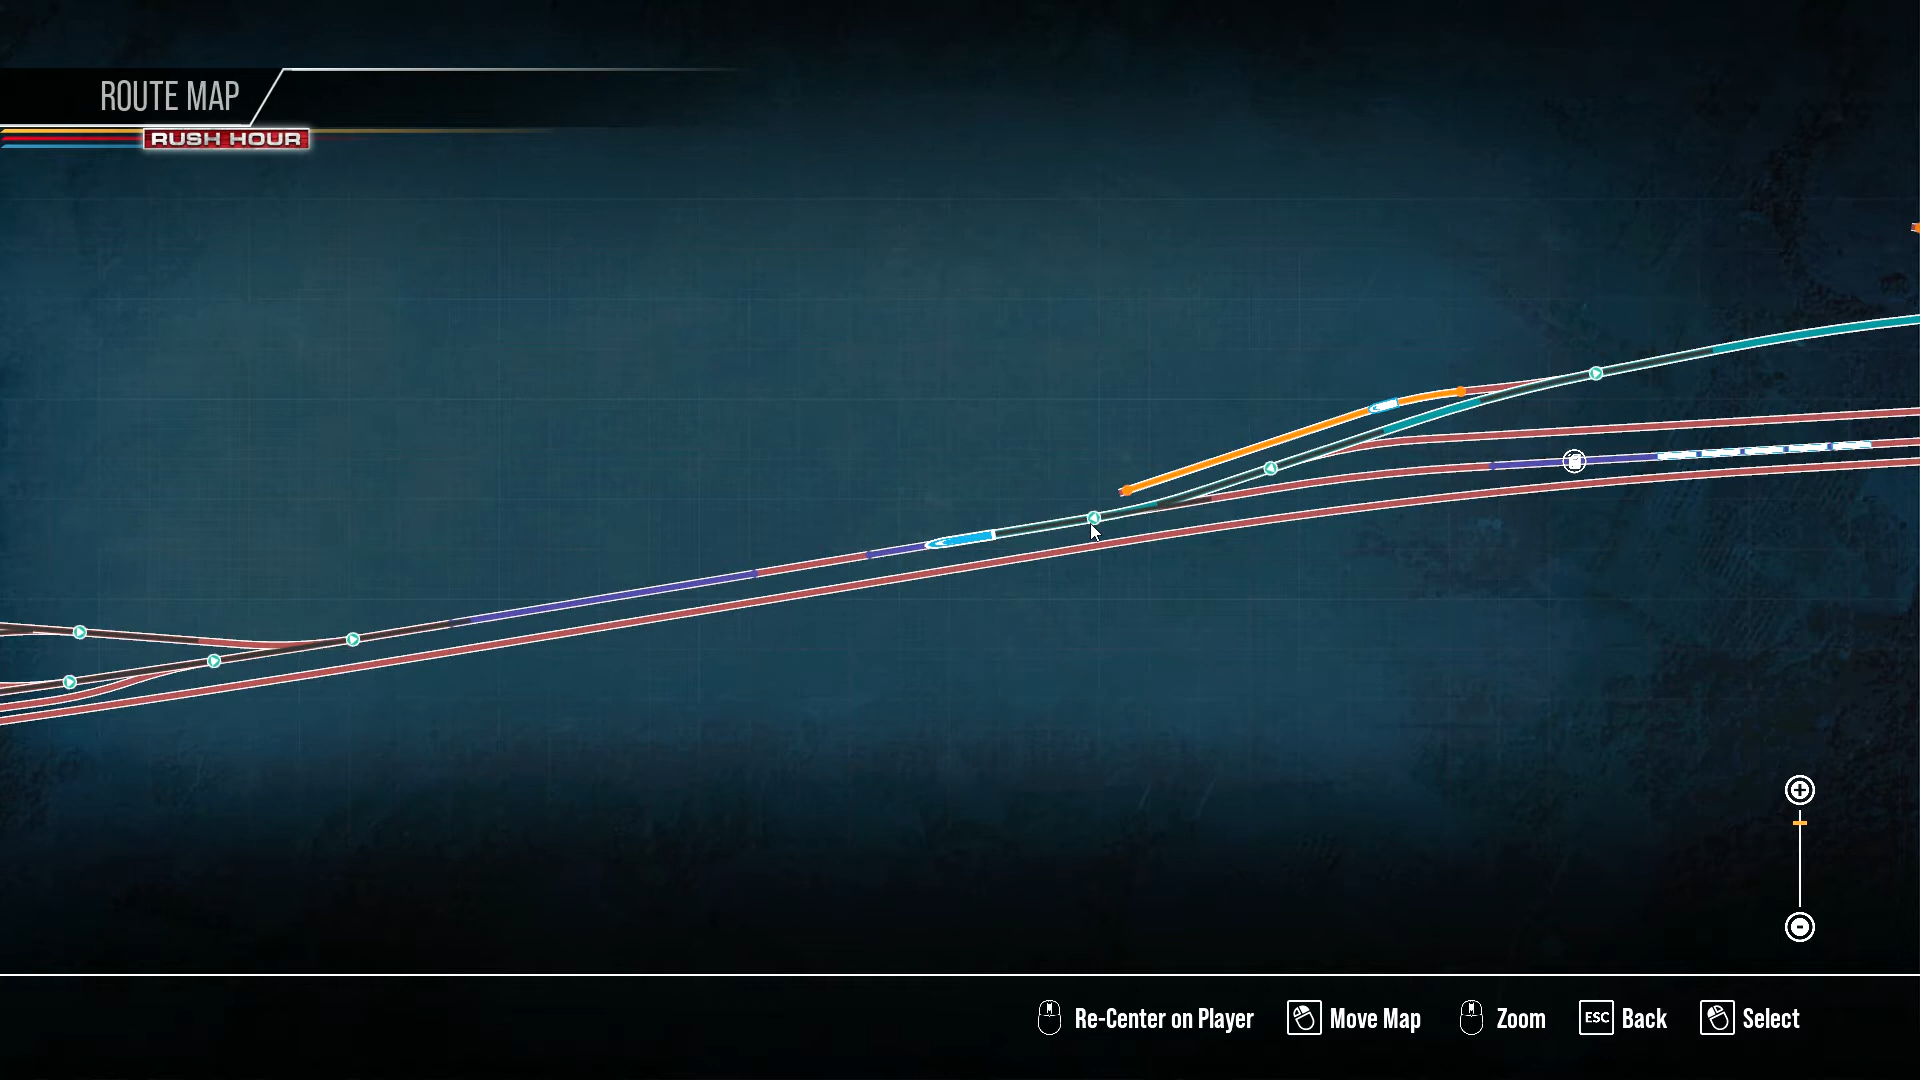 ROUTE MAP
RUSH HOUR
+
-
Re-Center on Player
Move Map
Zoom
ESC Back
Select